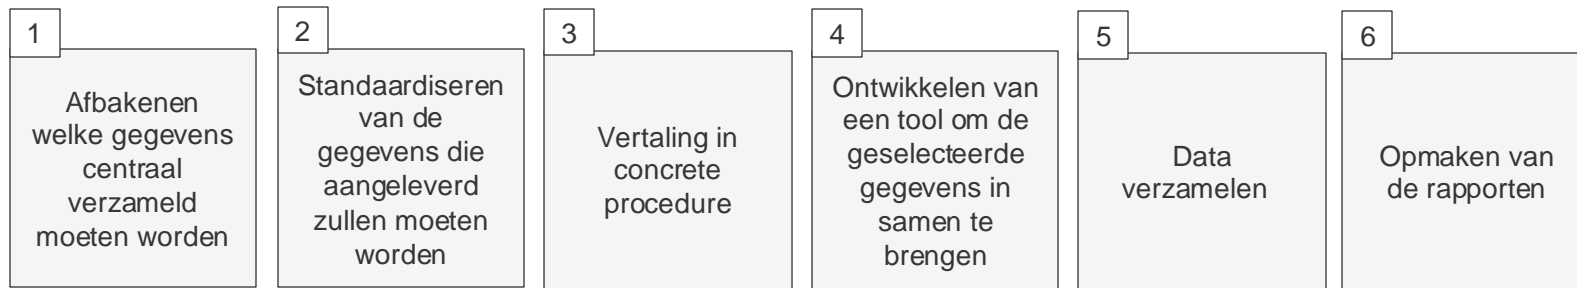 1
Afbakenen
welke gegevens
centraal
verzameld
moeten worden
2
Standaardiseren
van de
gegevens die
aangeleverd
zullen moeten
worden
3
Vertaling in
concrete
procedure
4
Ontwikkelen van
een tool om de
geselecteerde
gegevens in
samen te
brengen
5
Data
verzamelen
6
Opmaken van
de rapporten